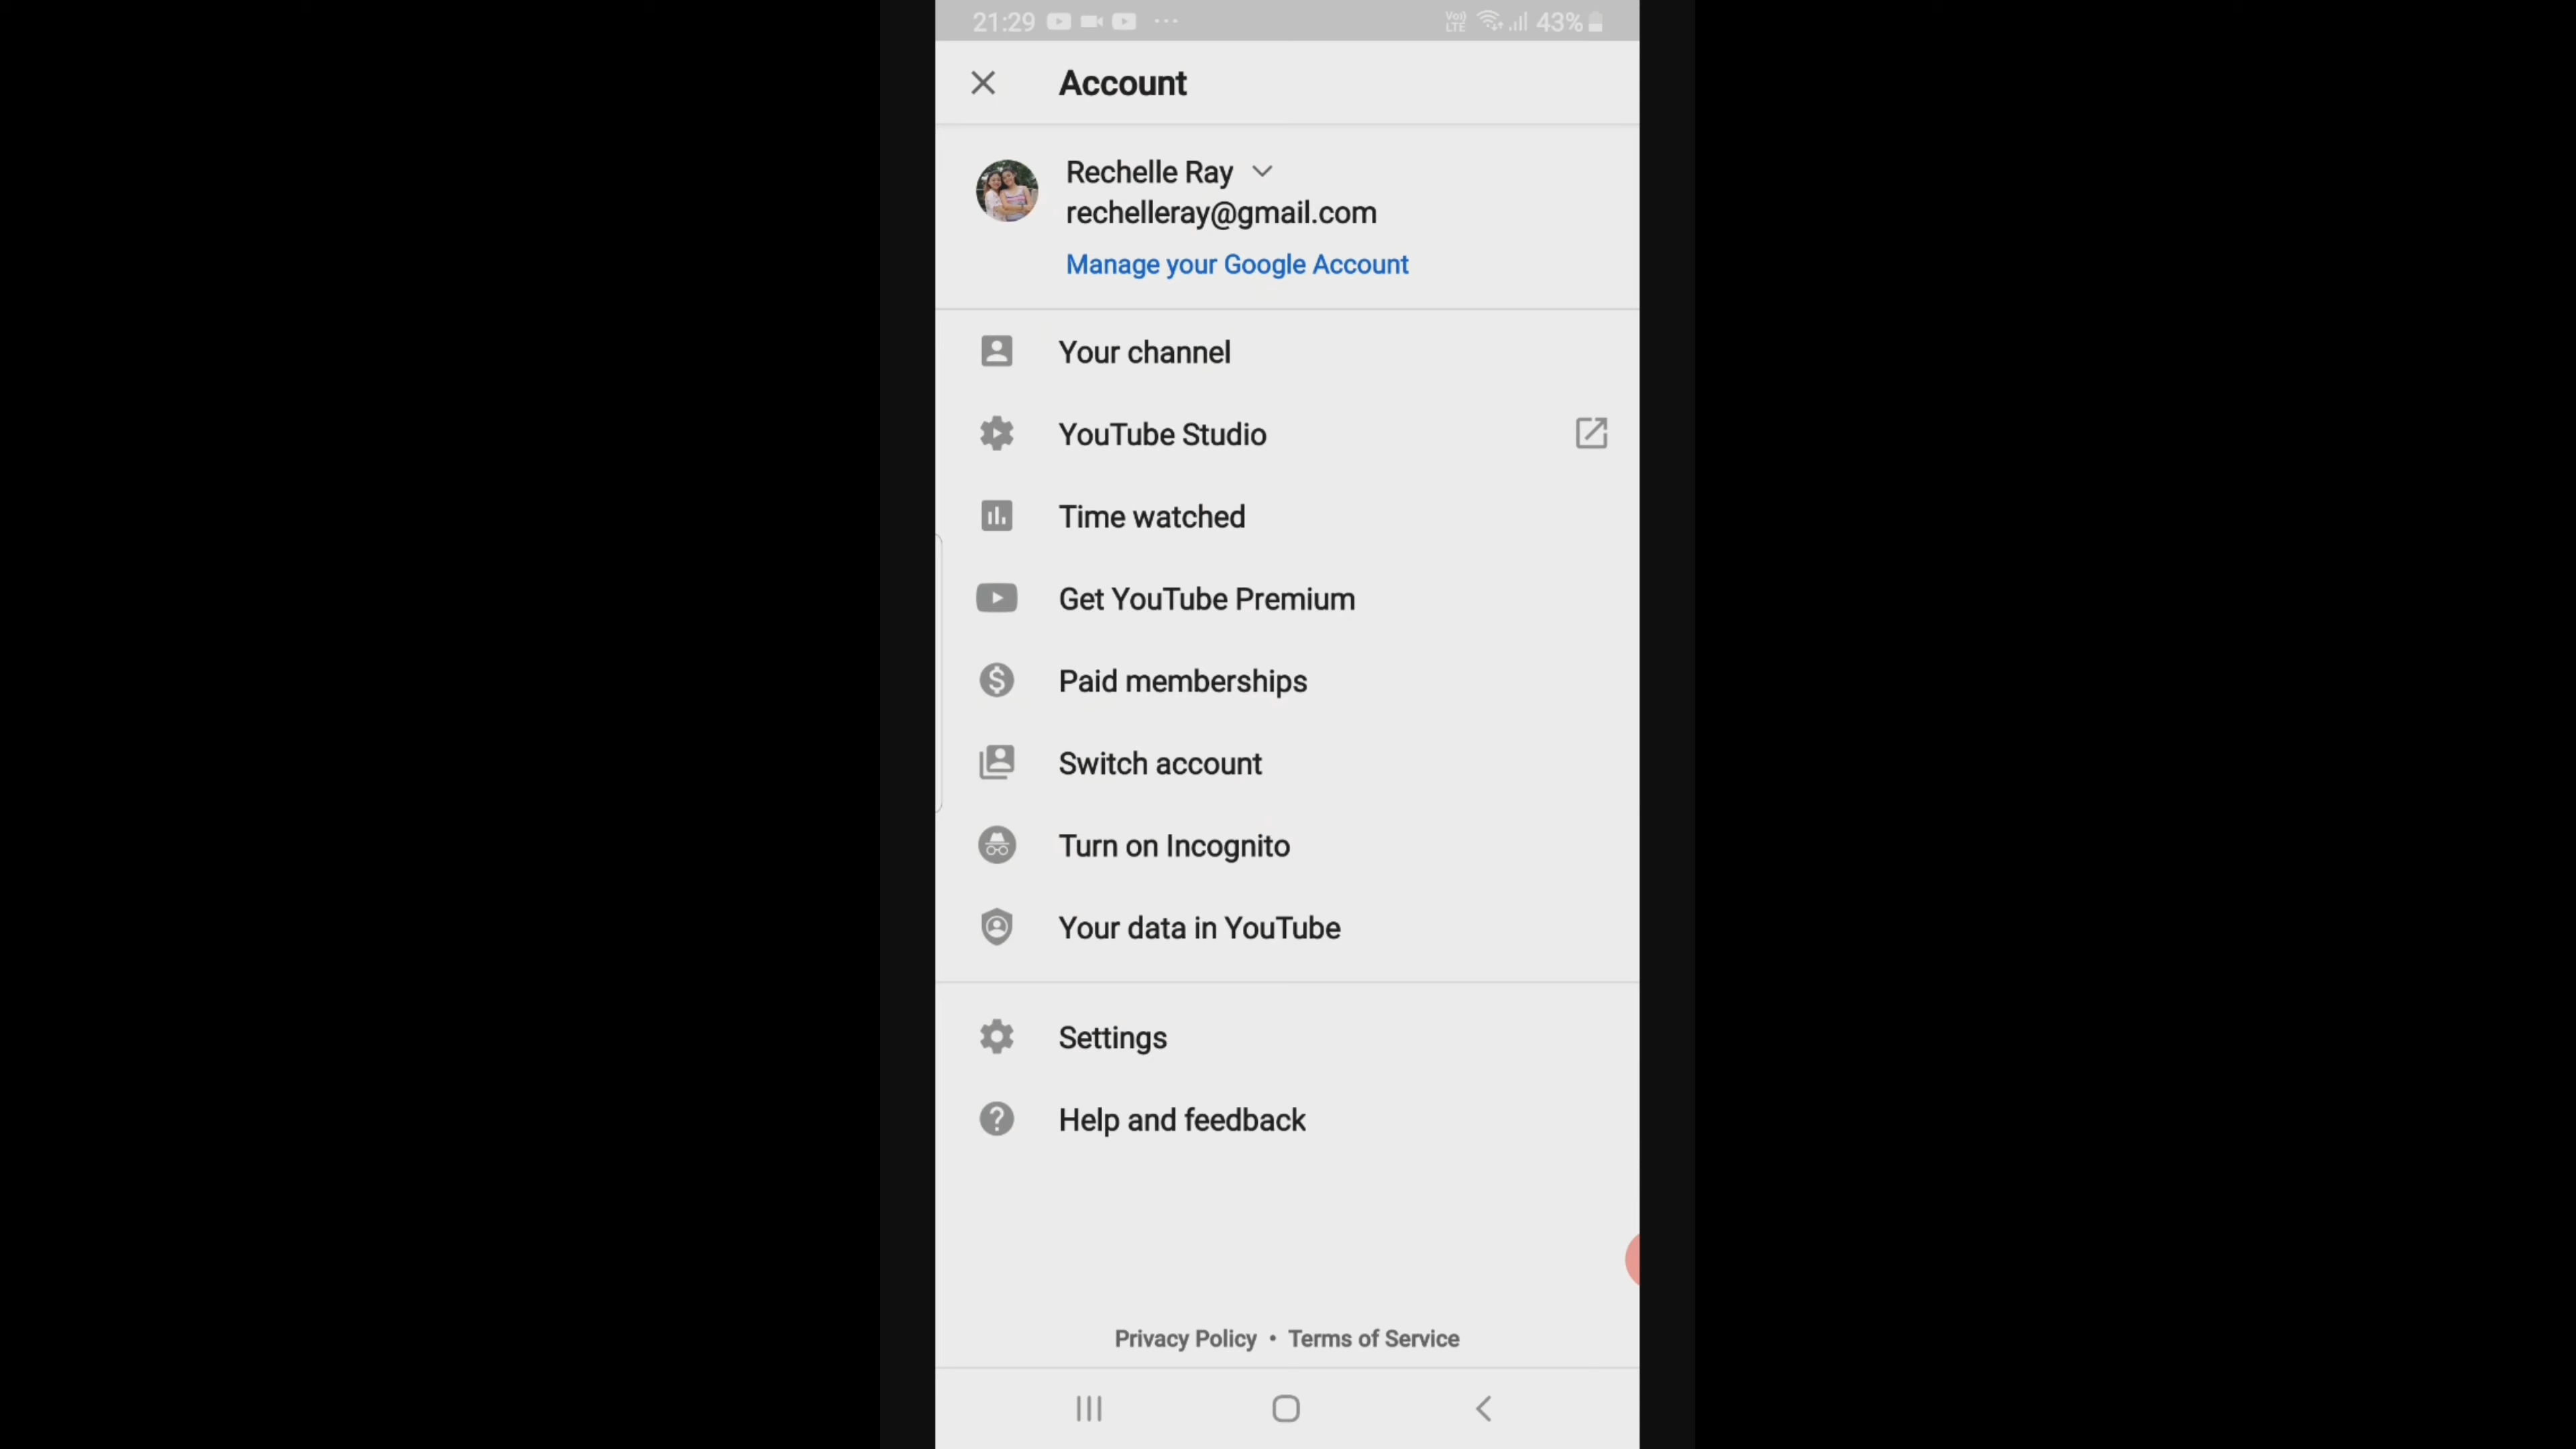 21:29
Vo)) LTE 43%
Account
Rechelle Ray
rechelleray@gmail.com
Manage your Google Account
Your channel
YouTube Studio
Time watched
Get YouTube Premium
Paid memberships
Switch account
Turn on Incognito
Your data in YouTube
Settings
Help and feedback
Privacy Policy • Terms of Service